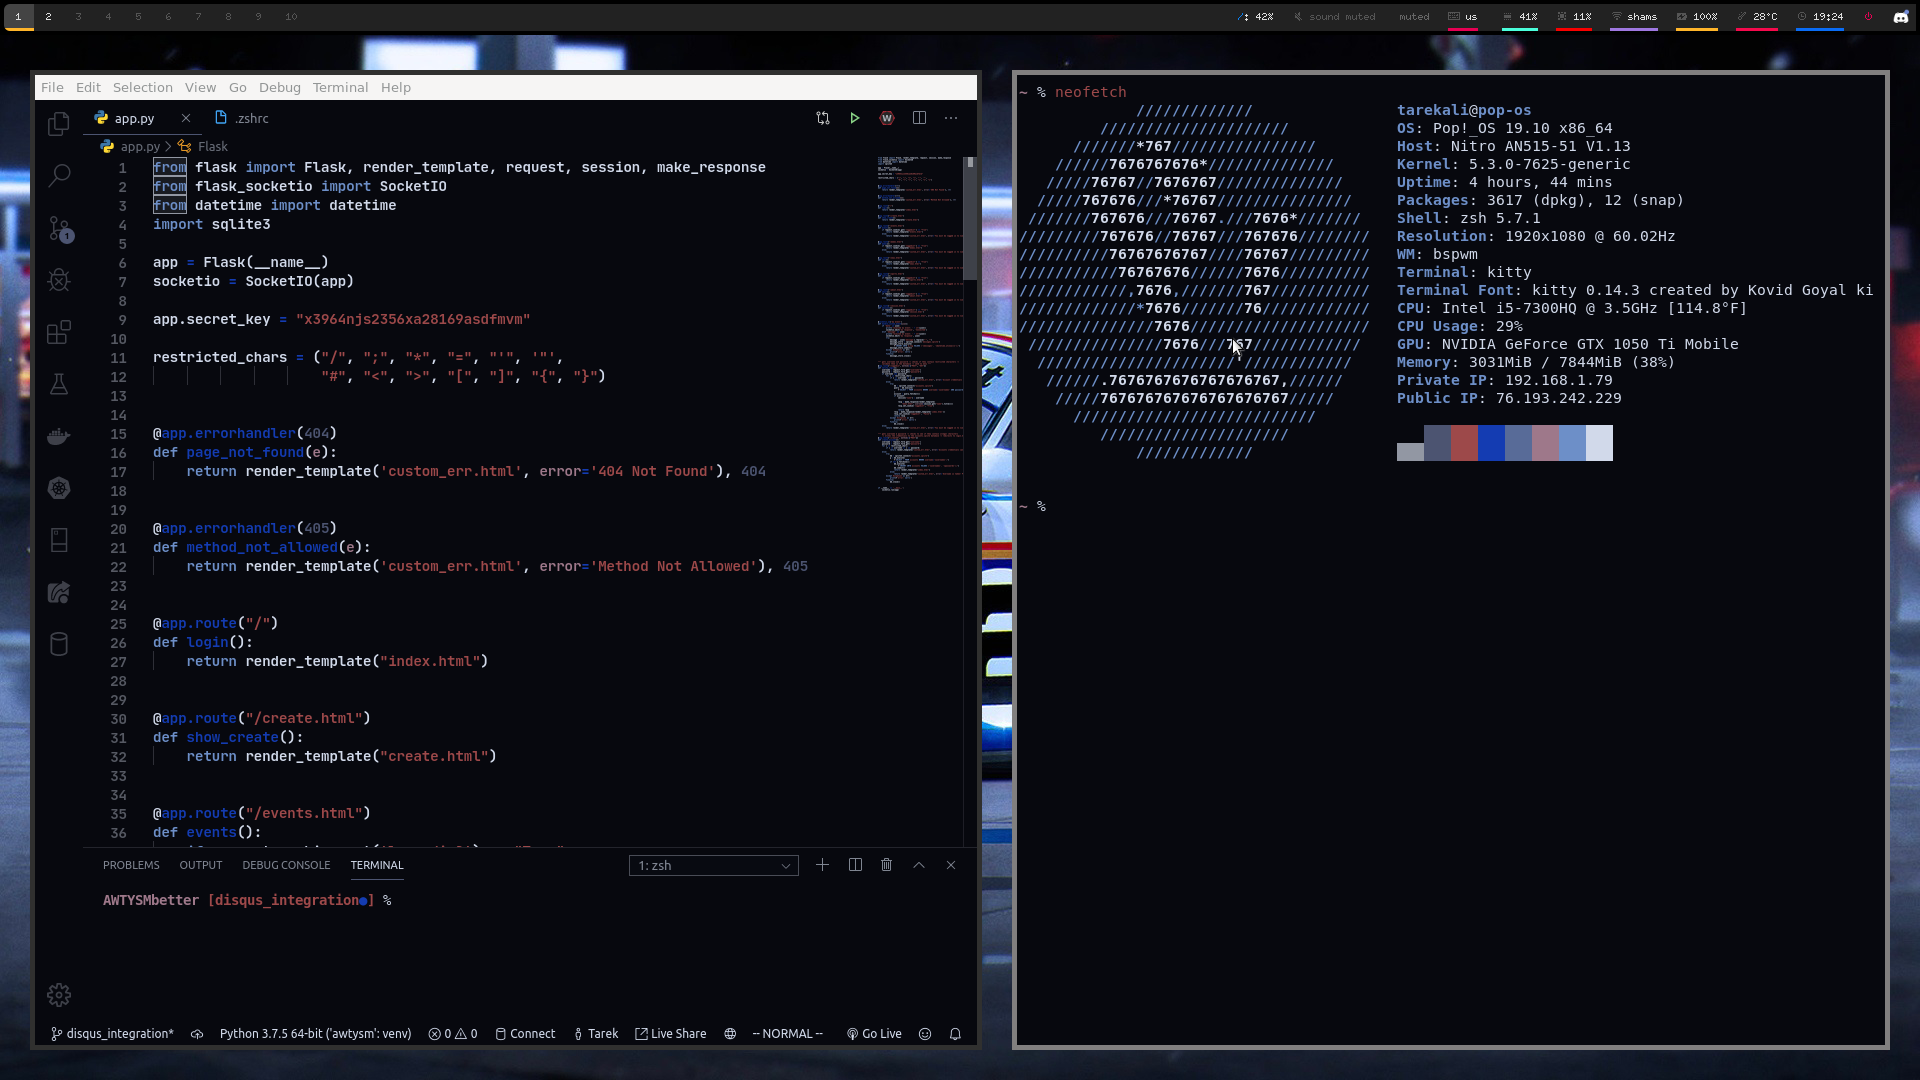 1 2 3 4 5 6 7 8 9 10 42% sound muted muted us 41% 11% shams 100% 28°C 19:24
File Edit Selection View Go Debug Terminal Help
app.py .zshrc
app.py > Flask
1 from flask import Flask, render_template, request, session, make_response
2 from flask_socketio import SocketIO
3 from datetime import datetime
4 import sqlite3
5
6 app = Flask(__name__)
7 socketio = SocketIO(app)
8
9 app.secret_key = "x3964njs2356xa28169asdfmvm"
10
11 restricted_chars = ("/", ";", "*", "=", "'", '"',
12 "#", "<", ">", "[", "]", "{", "}")
13
14
15 @app.errorhandler(404)
16 def page_not_found(e):
17 return render_template('custom_err.html', error='404 Not Found'), 404
18
19
20 @app.errorhandler(405)
21 def method_not_allowed(e):
22 return render_template('custom_err.html', error='Method Not Allowed'), 405
23
24
25 @app.route("/")
26 def login():
27 return render_template("index.html")
28
29
30 @app.route("/create.html")
31 def show_create():
32 return render_template("create.html")
33
34
35 @app.route("/events.html")
36 def events():
PROBLEMS OUTPUT DEBUG CONSOLE TERMINAL 1: zsh
AWTYSMbetter [disqus_integration●] %
disqus_integration* Python 3.7.5 64-bit ('awtysm': venv) 0 0 Connect Tarek Live Share -- NORMAL -- Go Live
~ % neofetch
tarekali@pop-os
OS: Pop!_OS 19.10 x86_64
Host: Nitro AN515-51 V1.13
Kernel: 5.3.0-7625-generic
Uptime: 4 hours, 44 mins
Packages: 3617 (dpkg), 12 (snap)
Shell: zsh 5.7.1
Resolution: 1920x1080 @ 60.02Hz
WM: bspwm
Terminal: kitty
Terminal Font: kitty 0.14.3 created by Kovid Goyal ki
CPU: Intel i5-7300HQ @ 3.5GHz [114.8°F]
CPU Usage: 29%
GPU: NVIDIA GeForce GTX 1050 Ti Mobile
Memory: 3031MiB / 7844MiB (38%)
Private IP: 192.168.1.79
Public IP: 76.193.242.229
~ %